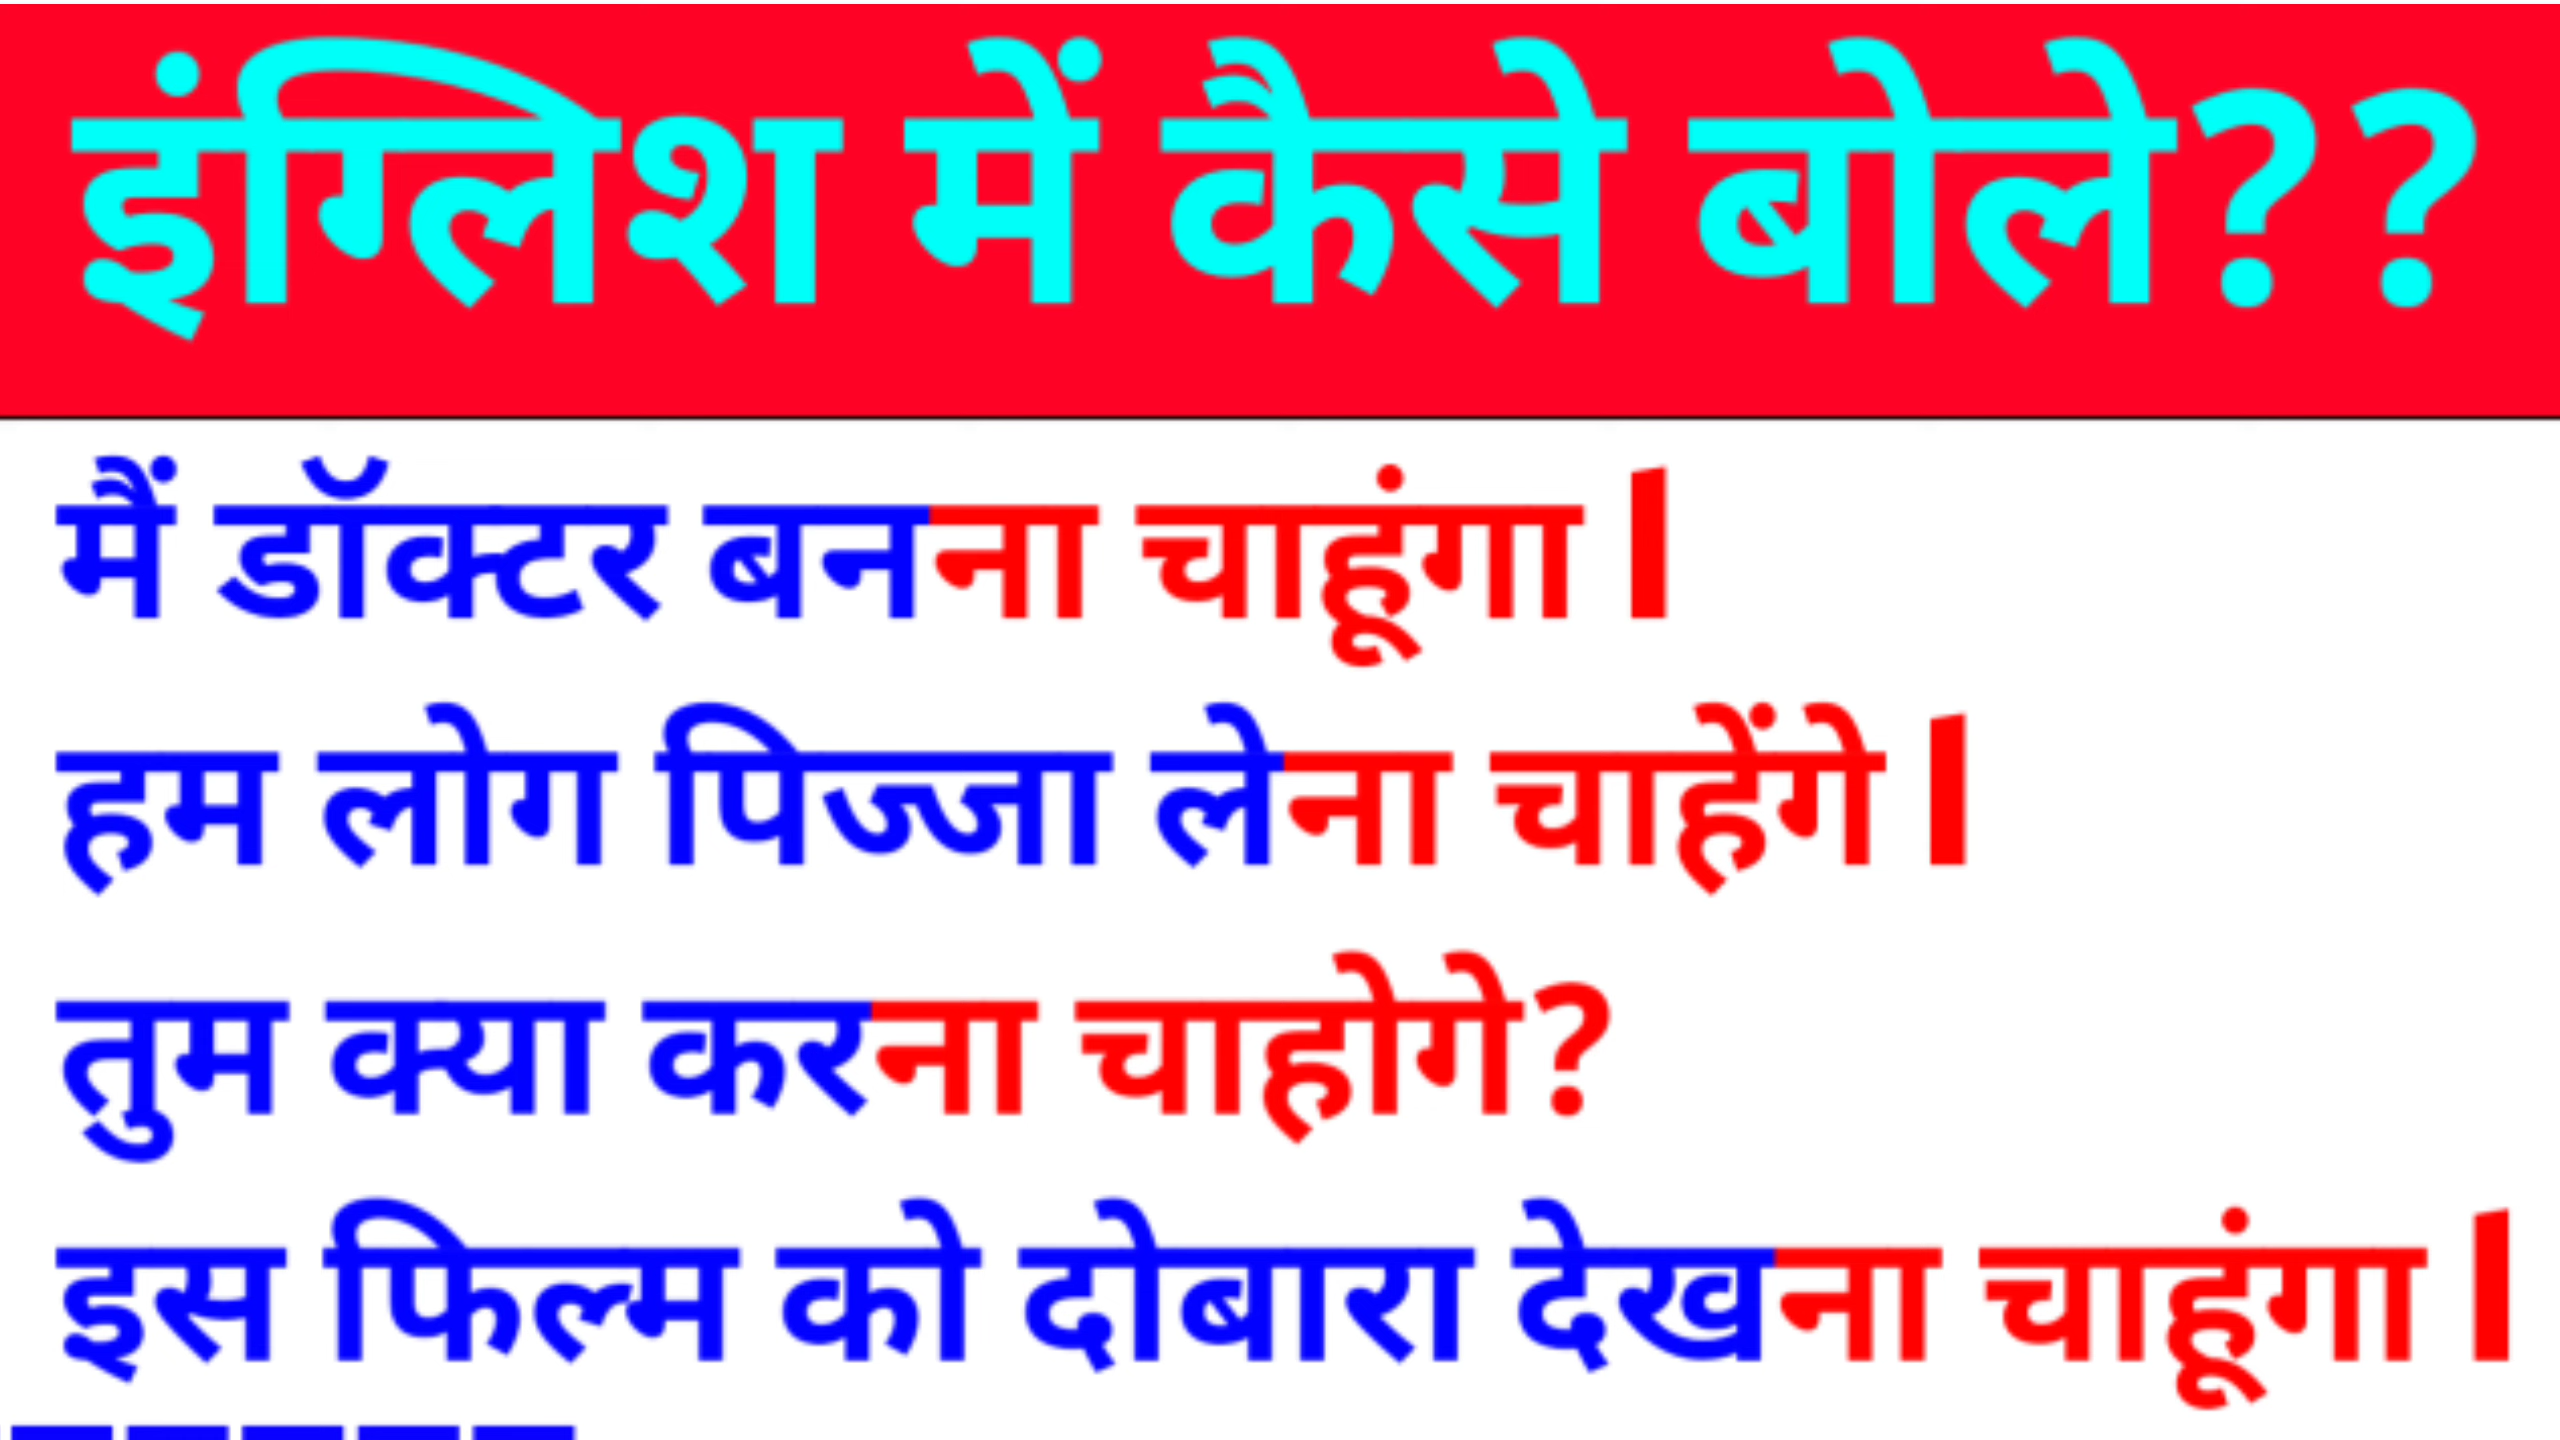 इंग्लिश में कैसे बोले??
मैं डॉक्टर बनना चाहूंगा ।
हम लोग पिज्जा लेना चाहेंगे ।
तुम क्या करना चाहोगे?
इस फिल्म को दोबारा देखना चाहूंगा ।